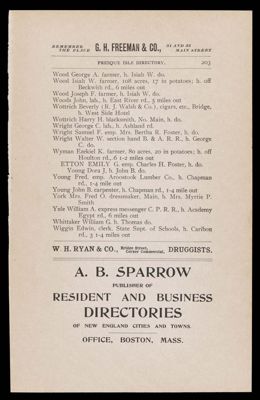 REMEMBER
THE PLACE
G. H. FREEMAN & CO.,
81 AND 85
MAIN STREET
PRESQUE ISLE DIRECTORY. 203
Wood George A. farmer, h. Isiah W. do.
Wood Isiah W. farmer, 108 acres, 17 in potatoes; h. off
Beckwith rd., 6 miles out
Wood Joseph F. farmer, h. Isiah W. do.
Woods John, lab., h. East River rd., 5 miles out
Wottrich Beverly (R. J. Walsh & Co.), cigars, etc., Bridge,
h. West Side Hotel
Wottrich Harry H. blacksmith, No. Main, h. do.
Wright George C. lab., h. Ashland rd.
Wright Samuel F. emp. Mrs. Bertha R. Foster, h. do.
Wright Walter W. section hand B. & A. R. R., h. George
C. do.
Wyman Ezekiel K. farmer, 80 acres, 20 in potatoes; h. off
Houlton rd., 6 1-2 miles out
ETTON EMILY G. emp. Charles H. Foster, h. do.
Young Dora J. h. John B. do.
Young Fred, emp. Aroostook Lumber Co., h. Chapman
rd., 1-4 mile out
Young John B. carpenter, h. Chapman rd., 1-4 mile out
York Mrs. Fred O. dressmaker, Main, h. Mrs. Myrtie P.
Smith
Yule William A. express messenger C. P. R. R., h. Academy
Egypt rd., 6 miles out
Whittaker William G. h. Thomas do.
Wiggin Edwin, clerk, State Sept. of Schools, h. Caribou
rd., 3 1-4 miles out
W. H. RYAN & CO., Bridge Street,
Corner Commercial, DRUGGISTS.
A. B. SPARROW
PUBLISHER OF
RESIDENT AND BUSINESS
DIRECTORIES
OF NEW ENGLAND CITIES AND TOWNS.
OFFICE, BOSTON, MASS.